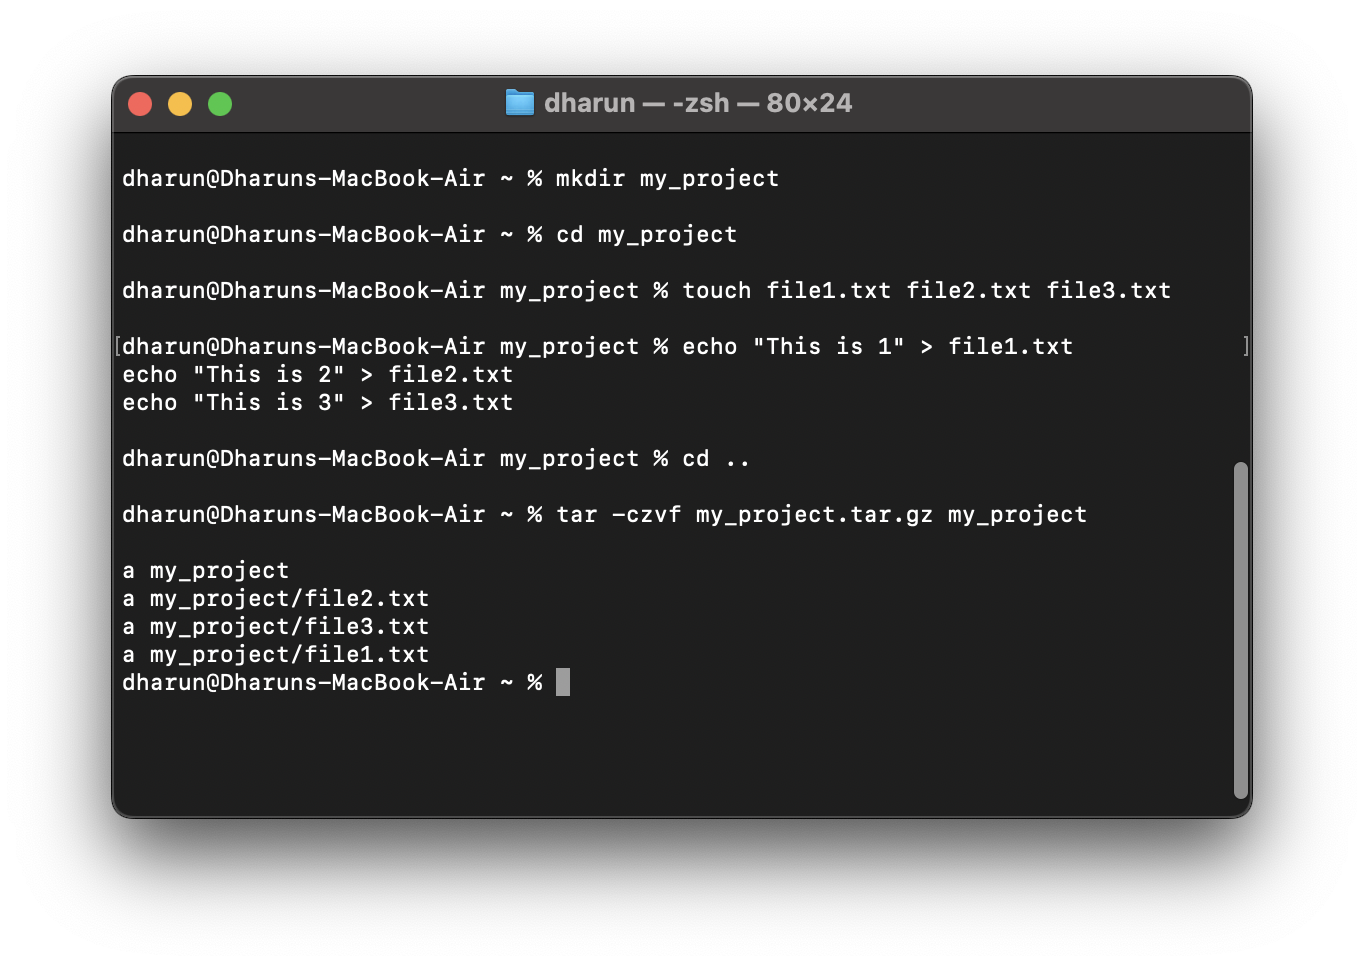 dharun — -zsh — 80×24
dharun@Dharuns-MacBook-Air ~ % mkdir my_project
dharun@Dharuns-MacBook-Air ~ % cd my_project
dharun@Dharuns-MacBook-Air my_project % touch file1.txt file2.txt file3.txt
[dharun@Dharuns-MacBook-Air my_project % echo "This is 1" > file1.txt ]
echo "This is 2" > file2.txt
echo "This is 3" > file3.txt
dharun@Dharuns-MacBook-Air my_project % cd ..
dharun@Dharuns-MacBook-Air ~ % tar -czvf my_project.tar.gz my_project
a my_project
a my_project/file2.txt
a my_project/file3.txt
a my_project/file1.txt
dharun@Dharuns-MacBook-Air ~ %